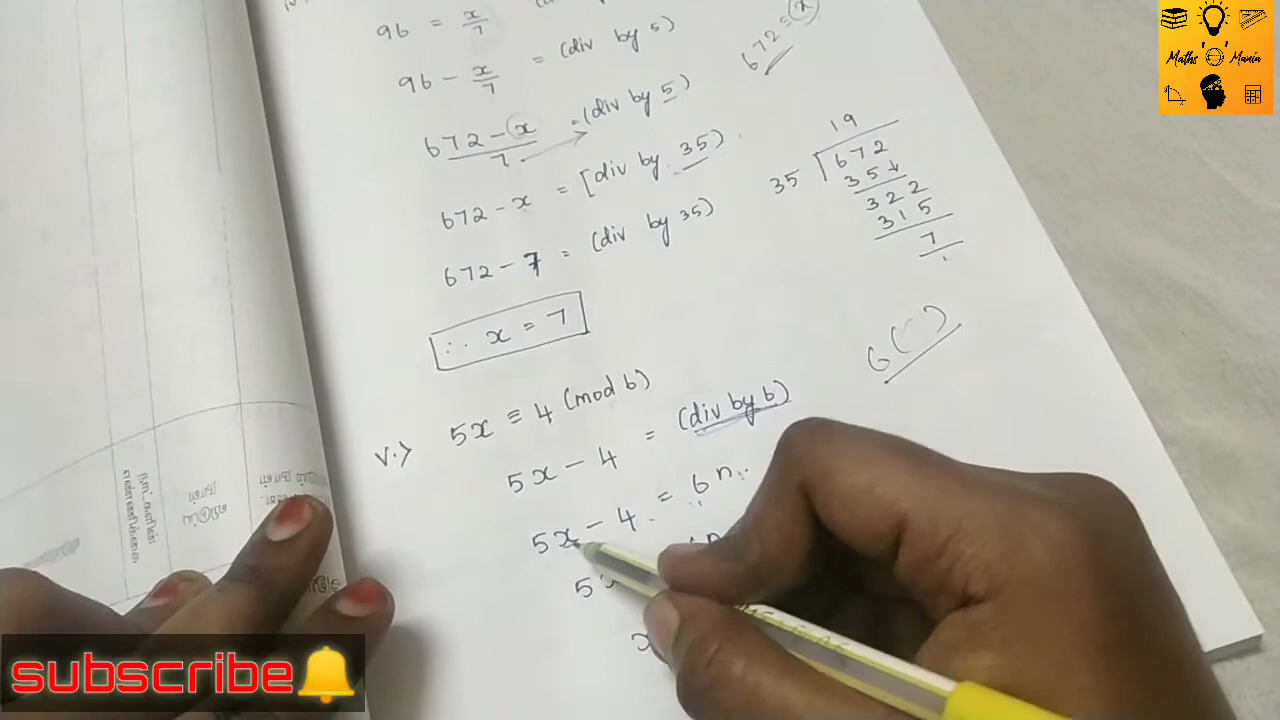 96 = x/7
96 - x/7 = (div by 5)
672 - x / 7 = (div by 5)
672 - x = [div by 35)
672 - 7 = (div by 35)
∴ x = 7
672 = x
19
35 672
35↓
322
315
7
6( )
v.> 5x ≡ 4 (mod 6)
5x - 4 = (div by 6)
5x - 4 = 6n
5x
x
Maths Mania
subscribe